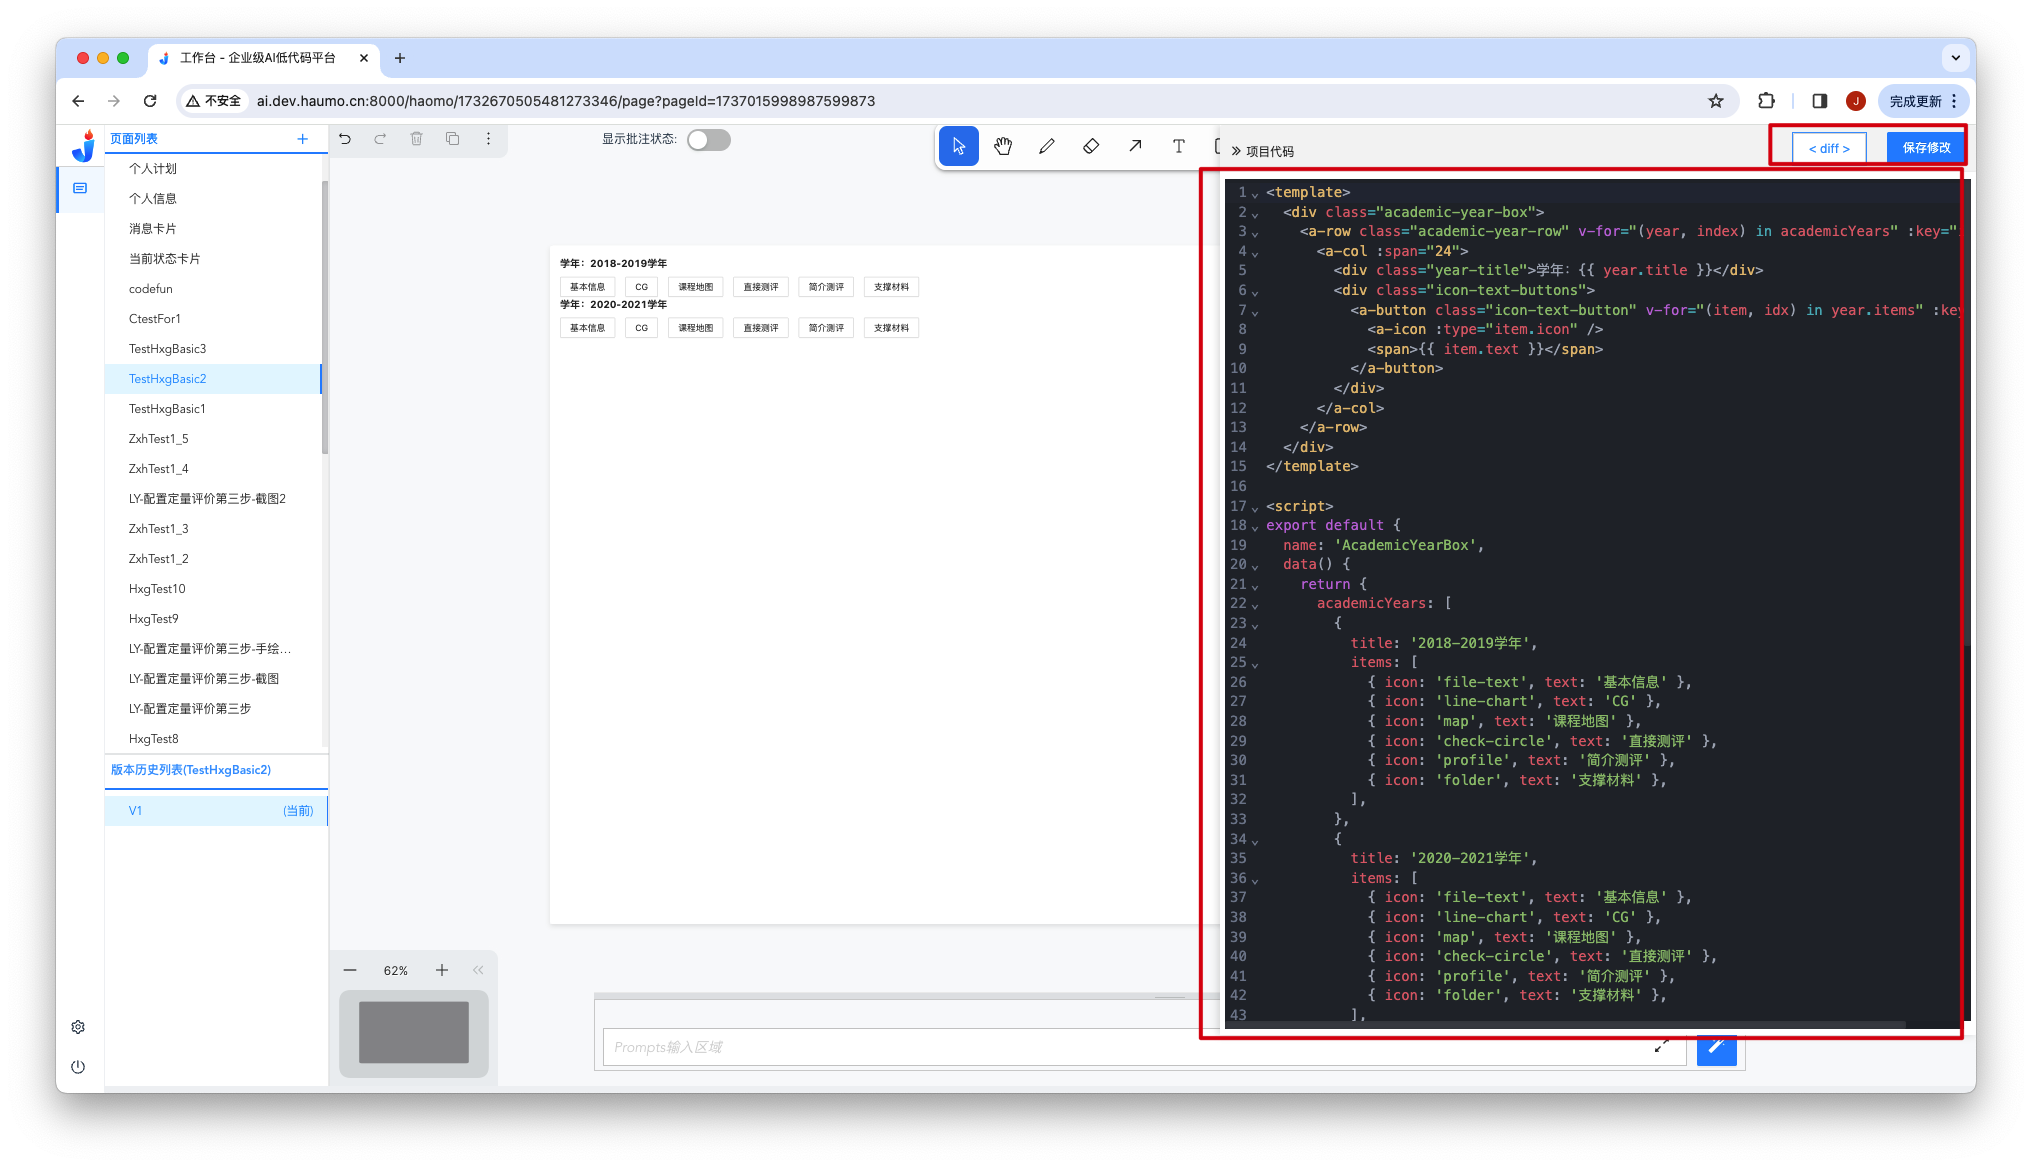 工作台 - 企业级AI低代码平台
不安全
ai.dev.haumo.cn:8000/haomo/1732670505481273346/page?pageId=1737015998987599873
J
完成更新
页面列表
个人计划
个人信息
消息卡片
当前状态卡片
codefun
CtestFor1
TestHxgBasic3
TestHxgBasic2
TestHxgBasic1
ZxhTest1_5
ZxhTest1_4
LY-配置定量评价第三步-截图2
ZxhTest1_3
ZxhTest1_2
HxgTest10
HxgTest9
LY-配置定量评价第三步-手绘...
LY-配置定量评价第三步-截图
LY-配置定量评价第三步
HxgTest8
版本历史列表(TestHxgBasic2)
V1 (当前)
显示批注状态:
T
学年：2018-2019学年
基本信息 CG 课程地图 直接测评 简介测评 支撑材料
学年：2020-2021学年
基本信息 CG 课程地图 直接测评 简介测评 支撑材料
62%
Prompts输入区域
项目代码
< diff >
保存修改
1 <template>
2 <div class="academic-year-box">
3 <a-row class="academic-year-row" v-for="(year, index) in academicYears" :key="
4 <a-col :span="24">
5 <div class="year-title">学年：{{ year.title }}</div>
6 <div class="icon-text-buttons">
7 <a-button class="icon-text-button" v-for="(item, idx) in year.items" :key
8 <a-icon :type="item.icon" />
9 <span>{{ item.text }}</span>
10 </a-button>
11 </div>
12 </a-col>
13 </a-row>
14 </div>
15 </template>
16
17 <script>
18 export default {
19 name: 'AcademicYearBox',
20 data() {
21 return {
22 academicYears: [
23 {
24 title: '2018-2019学年',
25 items: [
26 { icon: 'file-text', text: '基本信息' },
27 { icon: 'line-chart', text: 'CG' },
28 { icon: 'map', text: '课程地图' },
29 { icon: 'check-circle', text: '直接测评' },
30 { icon: 'profile', text: '简介测评' },
31 { icon: 'folder', text: '支撑材料' },
32 ],
33 },
34 {
35 title: '2020-2021学年',
36 items: [
37 { icon: 'file-text', text: '基本信息' },
38 { icon: 'line-chart', text: 'CG' },
39 { icon: 'map', text: '课程地图' },
40 { icon: 'check-circle', text: '直接测评' },
41 { icon: 'profile', text: '简介测评' },
42 { icon: 'folder', text: '支撑材料' },
43 ],